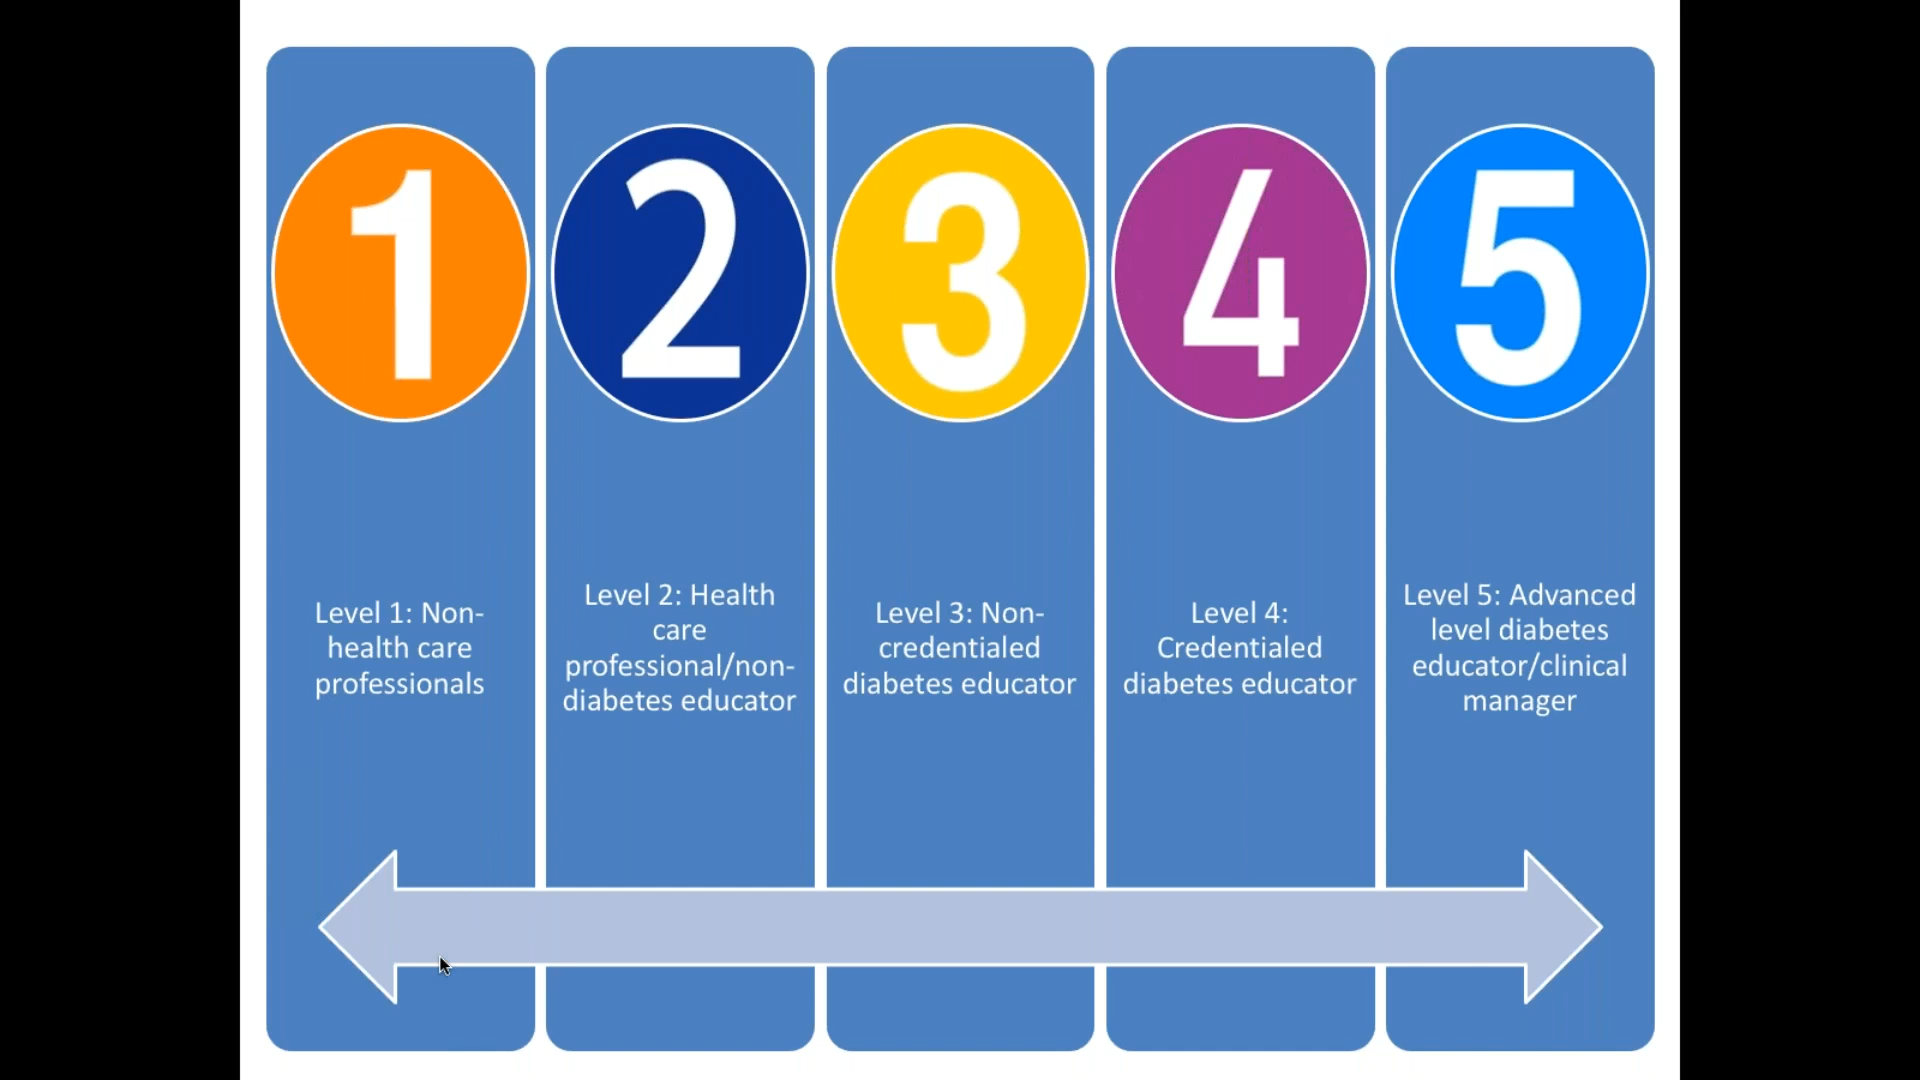 1
2
3
4
5
Level 1: Non-
health care
professionals
Level 2: Health
care
professional/non-
diabetes educator
Level 3: Non-
credentialed
diabetes educator
Level 4:
Credentialed
diabetes educator
Level 5: Advanced
level diabetes
educator/clinical
manager